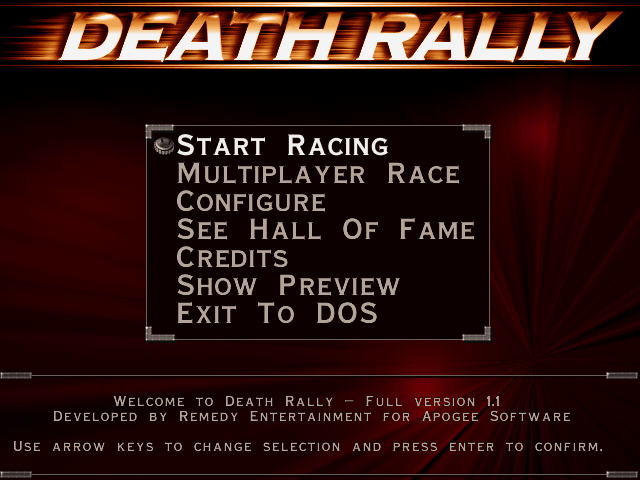 DEATH RALLY
START RACING
MULTIPLAYER RACE
CONFIGURE
SEE HALL OF FAME
CREDITS
SHOW PREVIEW
EXIT TO DOS
WELCOME TO DEATH RALLY – FULL VERSION 1.1
DEVELOPED BY REMEDY ENTERTAINMENT FOR APOGEE SOFTWARE
USE ARROW KEYS TO CHANGE SELECTION AND PRESS ENTER TO CONFIRM.